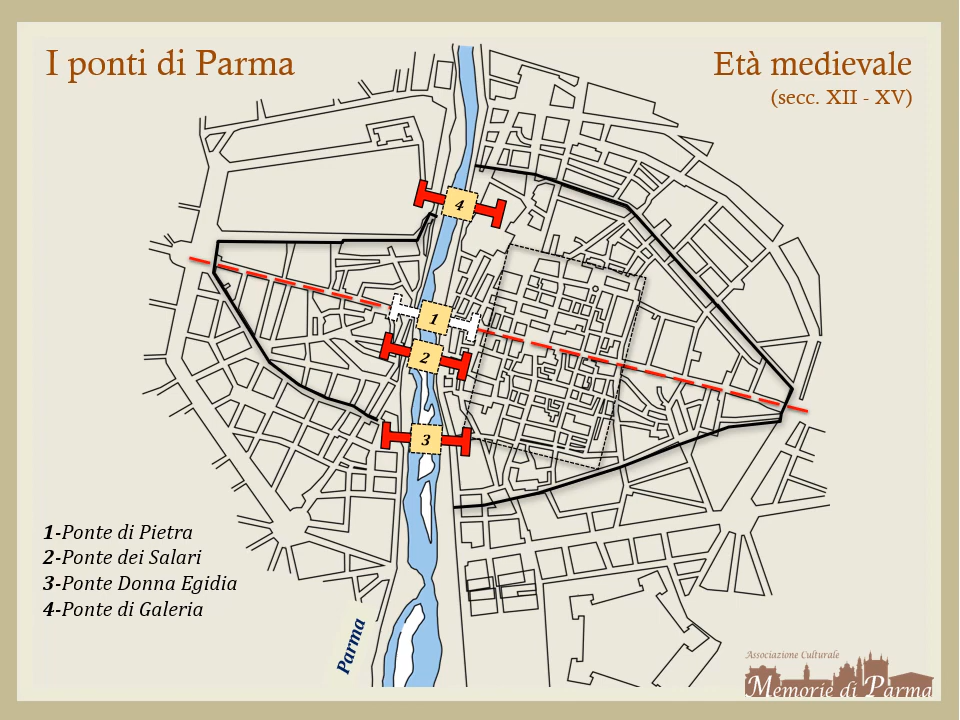 I ponti di Parma
Età medievale
(secc. XII - XV)
4
1
2
3
1-Ponte di Pietra
2-Ponte dei Salari
3-Ponte Donna Egidia
4-Ponte di Galeria
Parma
Associazione Culturale
Memorie di Parma